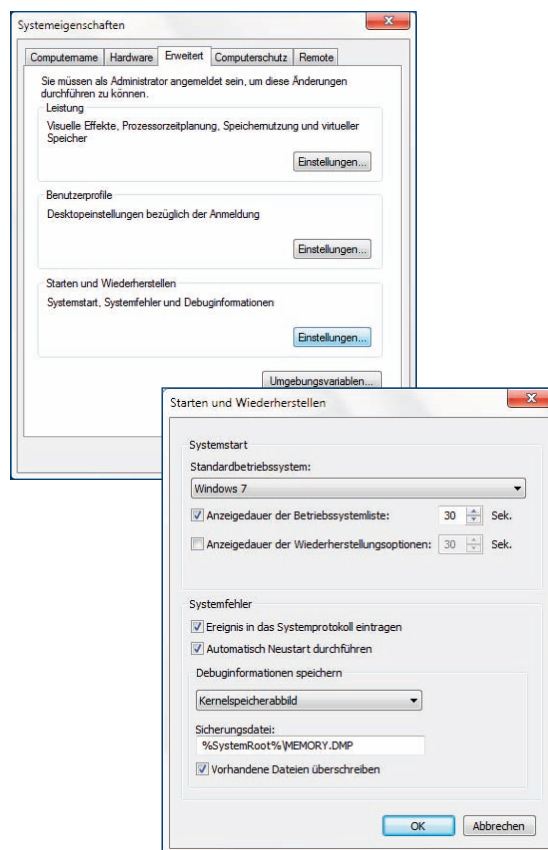 Systemeigenschaften
Computername Hardware Erweitert Computerschutz Remote
Sie müssen als Administrator angemeldet sein, um diese Änderungen
durchführen zu können.
Leistung
Visuelle Effekte, Prozessorzeitplanung, Speichernutzung und virtueller
Speicher
Einstellungen...
Benutzerprofile
Desktopeinstellungen bezüglich der Anmeldung
Einstellungen...
Starten und Wiederherstellen
Systemstart, Systemfehler und Debuginformationen
Einstellungen...
Umgebungsvariablen...
Starten und Wiederherstellen
Systemstart
Standardbetriebssystem:
Windows 7
Anzeigedauer der Betriebssystemliste: 30 Sek.
Anzeigedauer der Wiederherstellungsoptionen: 30 Sek.
Systemfehler
Ereignis in das Systemprotokoll eintragen
Automatisch Neustart durchführen
Debuginformationen speichern
Kernelspeicherabbild
Sicherungsdatei:
%SystemRoot%\MEMORY.DMP
Vorhandene Dateien überschreiben
OK Abbrechen